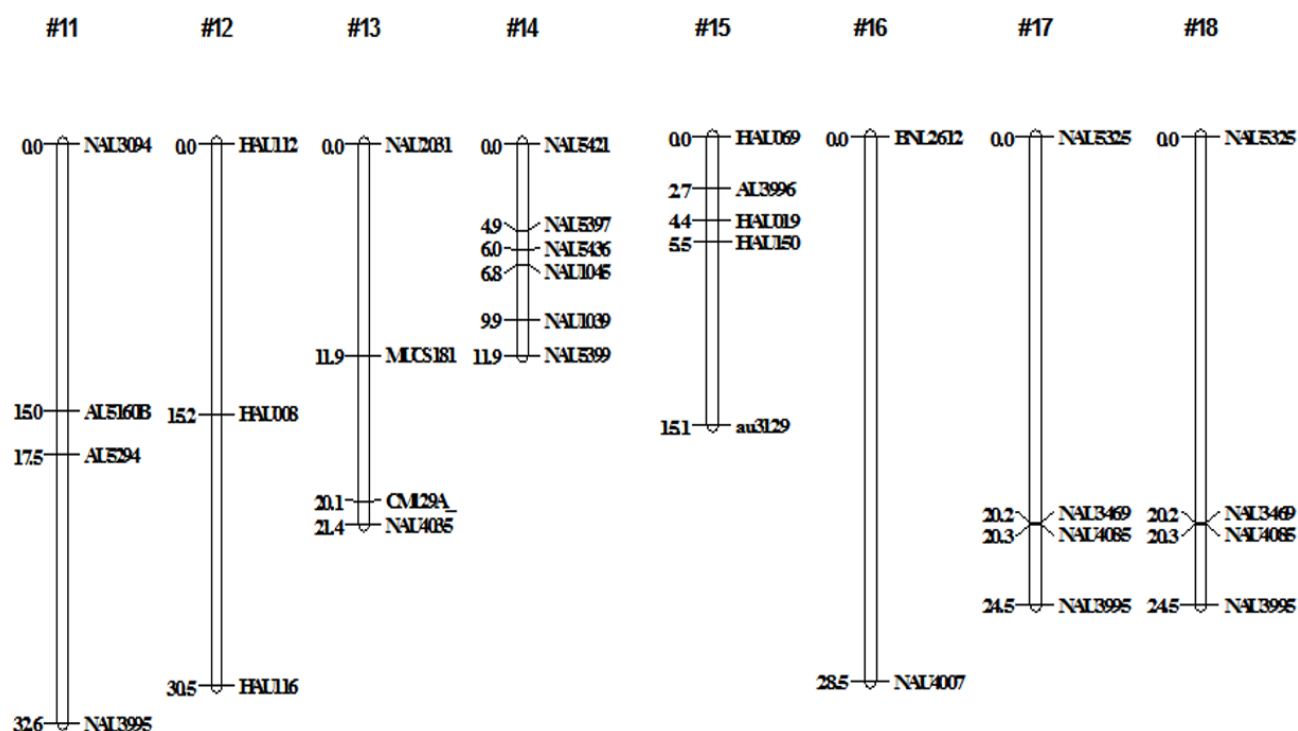 #11 #12 #13 #14 #15 #16 #17 #18
0.0 NAU3094
15.0 AU5160B
17.5 AU5294
32.6 NAU3995
0.0 HAU112
15.2 HAU008
30.5 HAU116
0.0 NAU2031
11.9 MUCS181
20.1 CML29A_
21.4 NAU4035
0.0 NAU5421
4.9 NAU5397
6.0 NAU5436
6.8 NAU1045
9.9 NAU1039
11.9 NAU5399
0.0 HAU069
2.7 AU3996
4.4 HAU019
5.5 HAU150
15.1 au3129
0.0 BNL2612
28.5 NAU4007
0.0 NAU5325
20.2 NAU3469
20.3 NAU4085
24.5 NAU3995
0.0 NAU5325
20.2 NAU3469
20.3 NAU4085
24.5 NAU3995